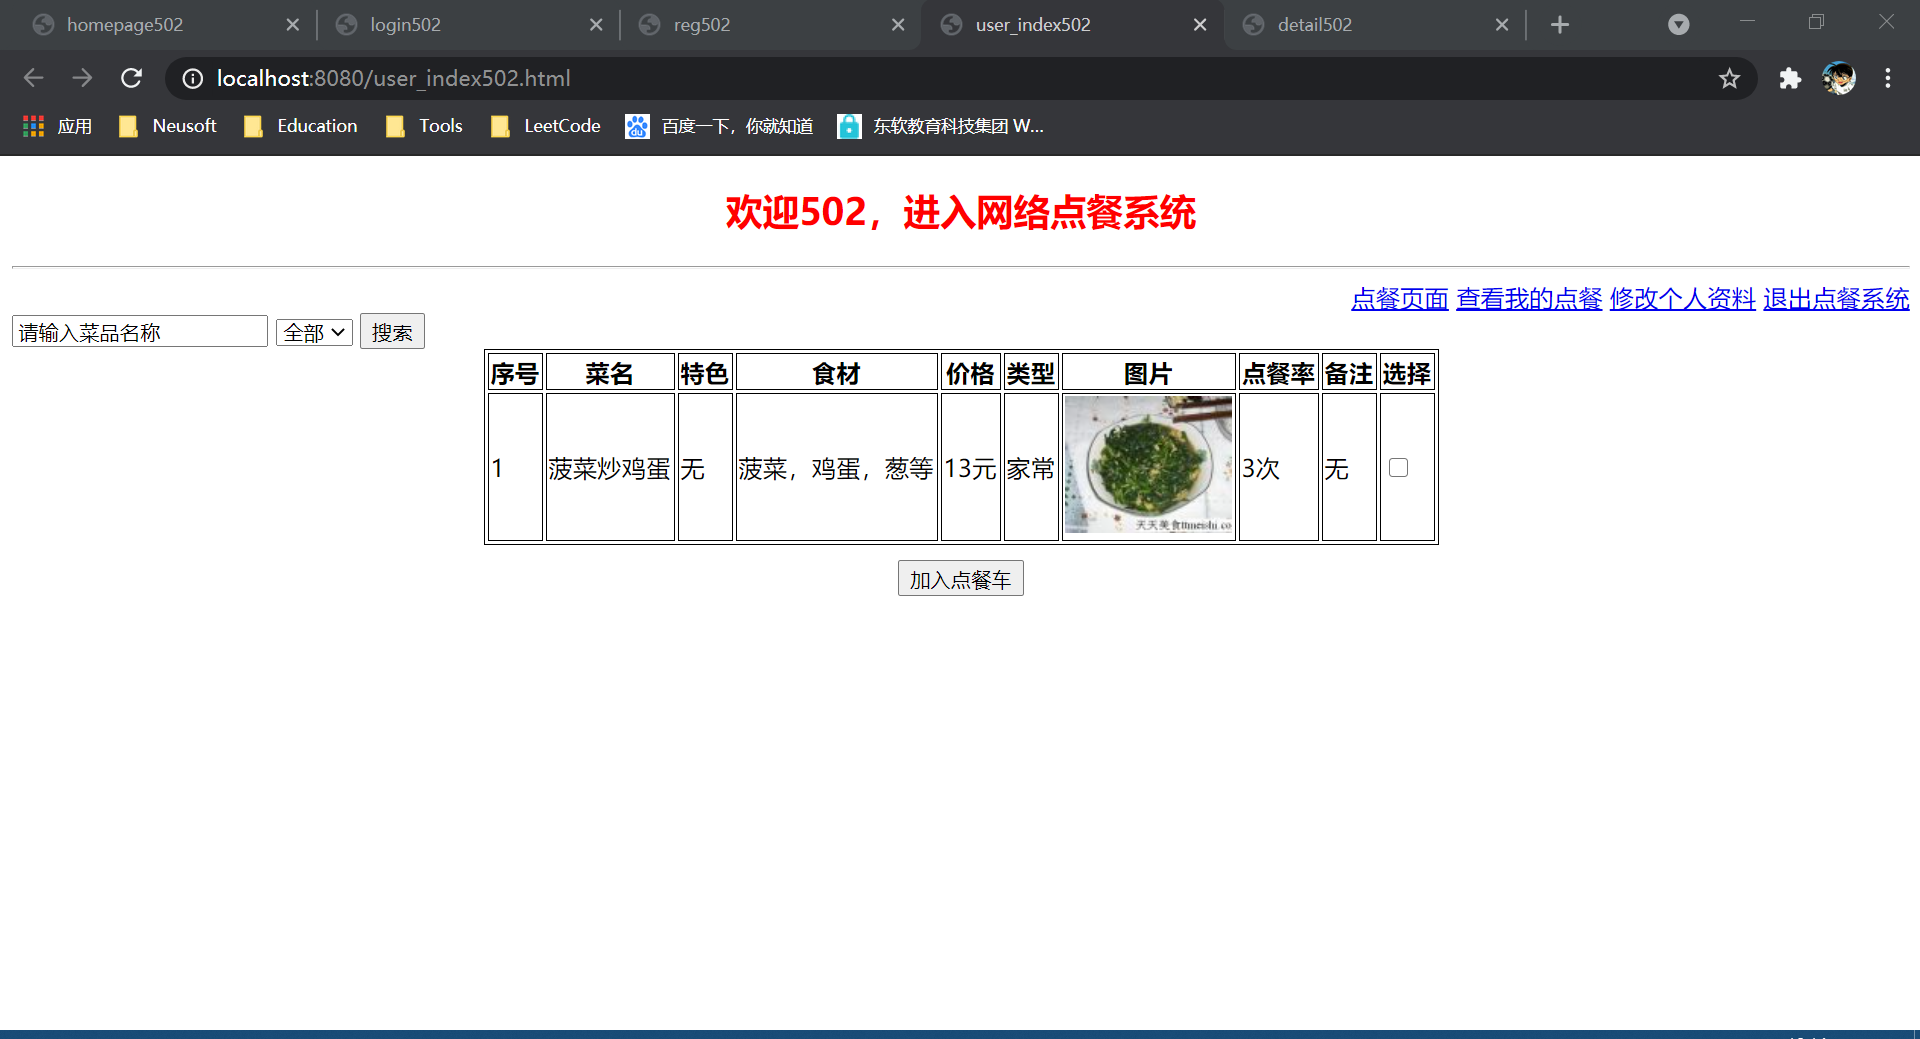 homepage502 login502 reg502 user_index502 detail502
localhost:8080/user_index502.html
应用 Neusoft Education Tools LeetCode 百度一下，你就知道 东软教育科技集团 W...
欢迎502，进入网络点餐系统
点餐页面 查看我的点餐 修改个人资料 退出点餐系统
请输入菜品名称 全部 搜索
序号 菜名 特色 食材 价格 类型 图片 点餐率 备注 选择
1 菠菜炒鸡蛋 无 菠菜，鸡蛋，葱等 13元 家常 3次 无
天天美食ttmeishi.co
加入点餐车